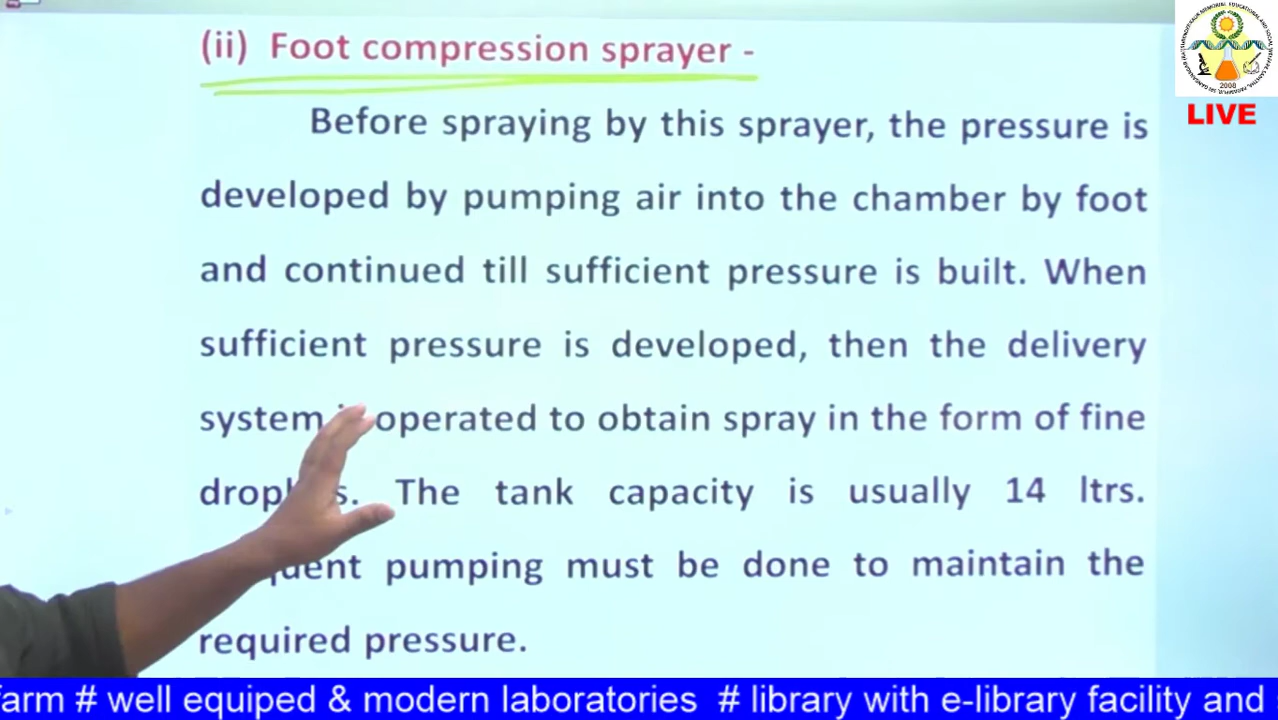 (ii) Foot compression sprayer -
Before spraying by this sprayer, the pressure is
developed by pumping air into the chamber by foot
and continued till sufficient pressure is built. When
sufficient pressure is developed, then the delivery
system operated to obtain spray in the form of fine
The tank capacity is usually 14 ltrs.
pumping must be done to maintain the
required pressure.
2008
LIVE
farm # well equiped & modern laboratories # library with e-library facility and